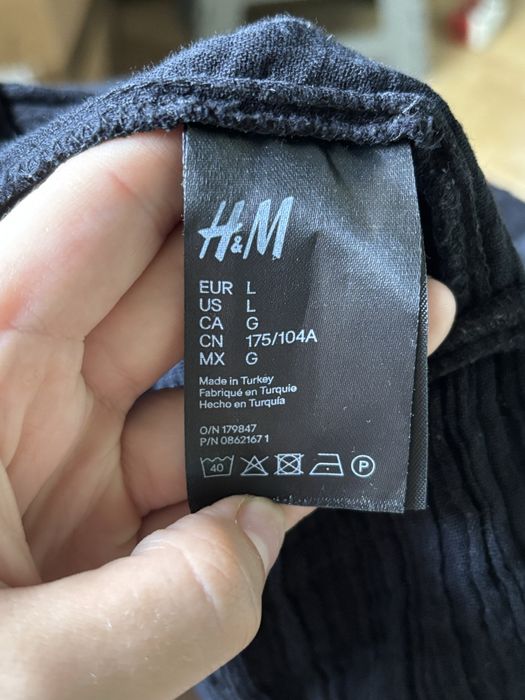 H&M
EUR L
US L
CA G
CN 175/104A
MX G
Made in Turkey
Fabriqué en Turquie
Hecho en Turquía
O/N 179847
P/N 08621671
40
P